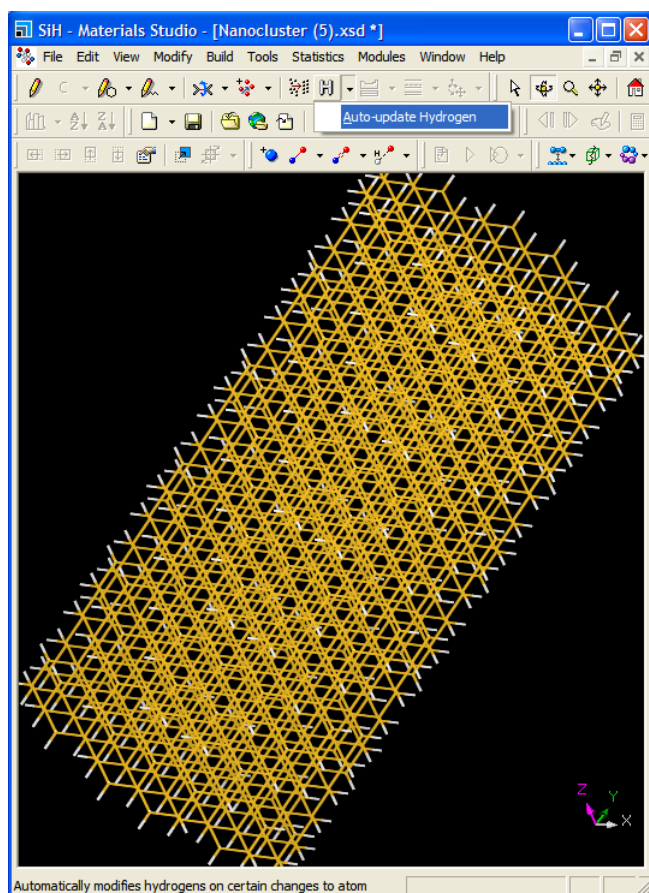 SiH - Materials Studio - [Nanocluster (5).xsd *]
File Edit View Modify Build Tools Statistics Modules Window Help
Auto-update Hydrogen
Z
Y
X
Automatically modifies hydrogens on certain changes to atom